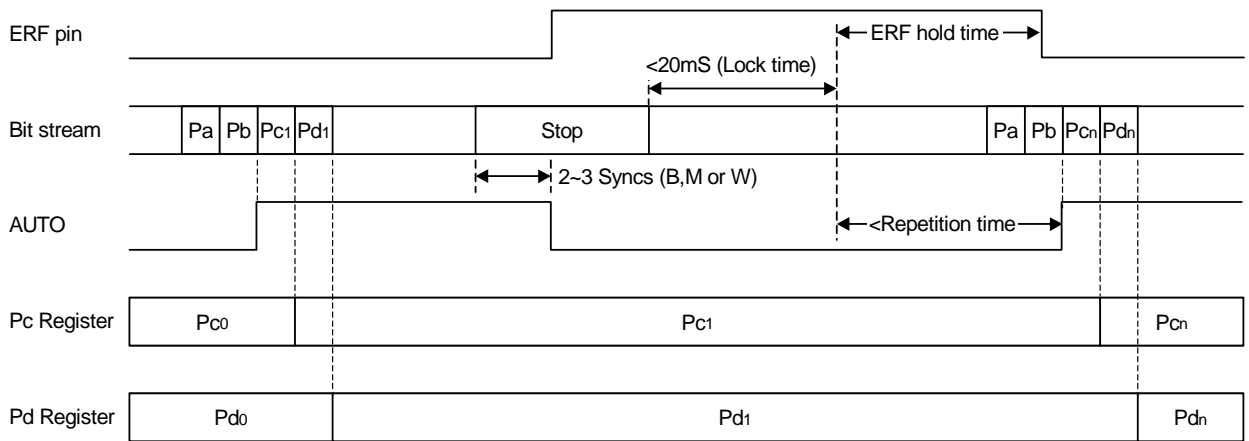 ERF pin
ERF hold time
<20mS (Lock time)
Bit stream
Pa Pb Pc1 Pd1 Stop Pa Pb Pcn Pdn
2~3 Syncs (B,M or W)
AUTO
<Repetition time
Pc Register Pc0 Pc1 Pcn
Pd Register Pd0 Pd1 Pdn